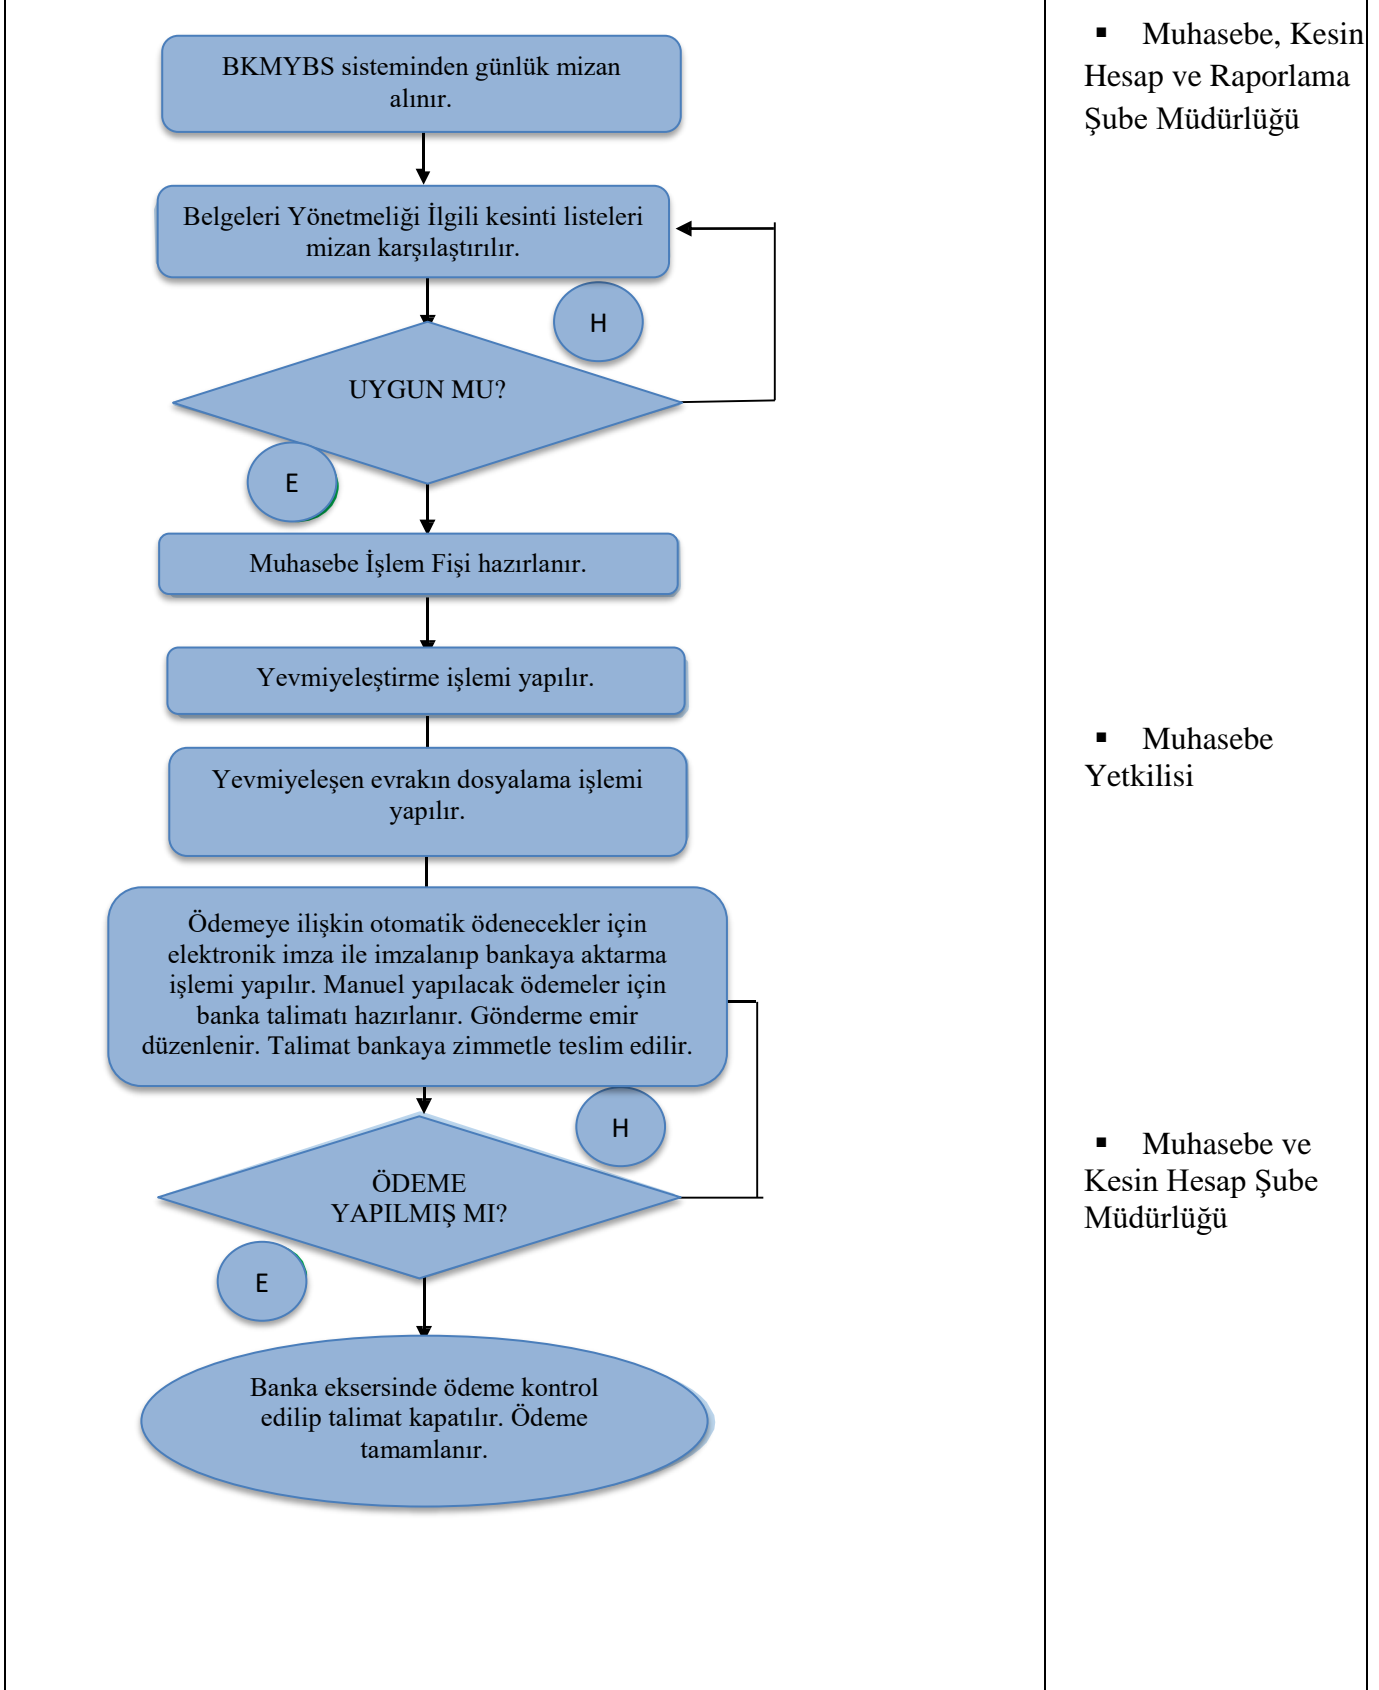 BKMYBS sisteminden günlük mizan
alınır.
Belgeleri Yönetmeliği İlgili kesinti listeleri
mizan karşılaştırılır.
H
UYGUN MU?
E
Muhasebe İşlem Fişi hazırlanır.
Yevmiyeleştirme işlemi yapılır.
Yevmiyeleşen evrakın dosyalama işlemi
yapılır.
Ödemeye ilişkin otomatik ödenecekler için
elektronik imza ile imzalanıp bankaya aktarma
işlemi yapılır. Manuel yapılacak ödemeler için
banka talimatı hazırlanır. Gönderme emir
düzenlenir. Talimat bankaya zimmetle teslim edilir.
H
ÖDEME
YAPILMIŞ MI?
E
Banka eksersinde ödeme kontrol
edilip talimat kapatılır. Ödeme
tamamlanır.
▪ Muhasebe, Kesin
Hesap ve Raporlama
Şube Müdürlüğü
▪ Muhasebe
Yetkilisi
▪ Muhasebe ve
Kesin Hesap Şube
Müdürlüğü